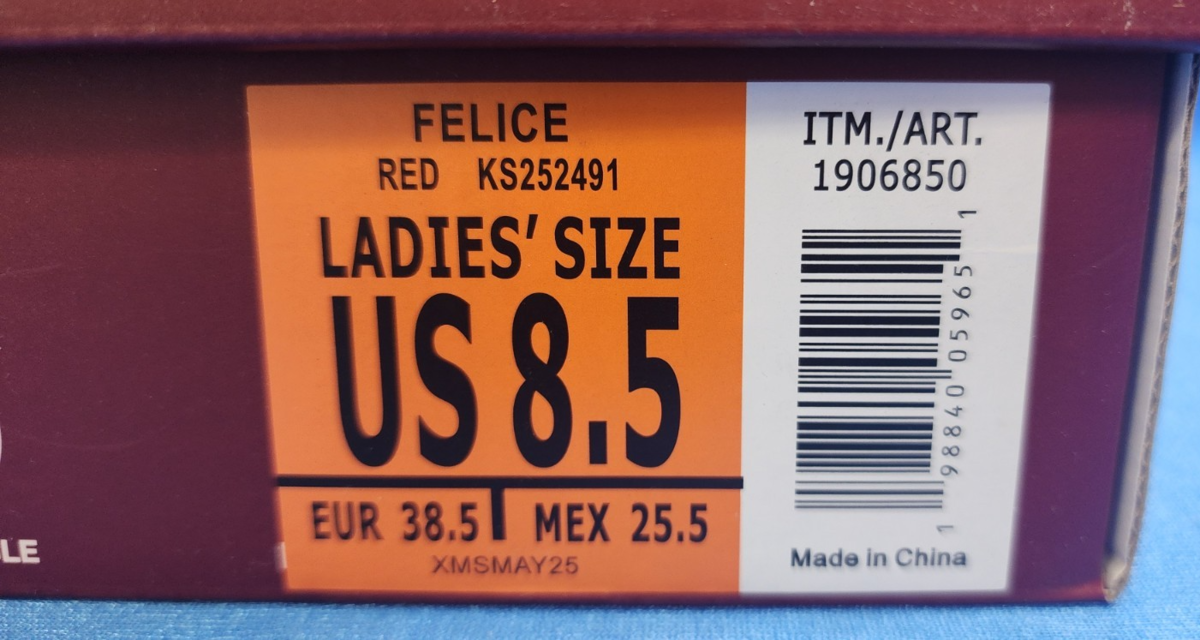 FELICE
RED KS252491
LADIES' SIZE
US 8.5
EUR 38.5 MEX 25.5
XMSMAY25
ITM./ART.
1906850
1 98840 05965 1
Made in China